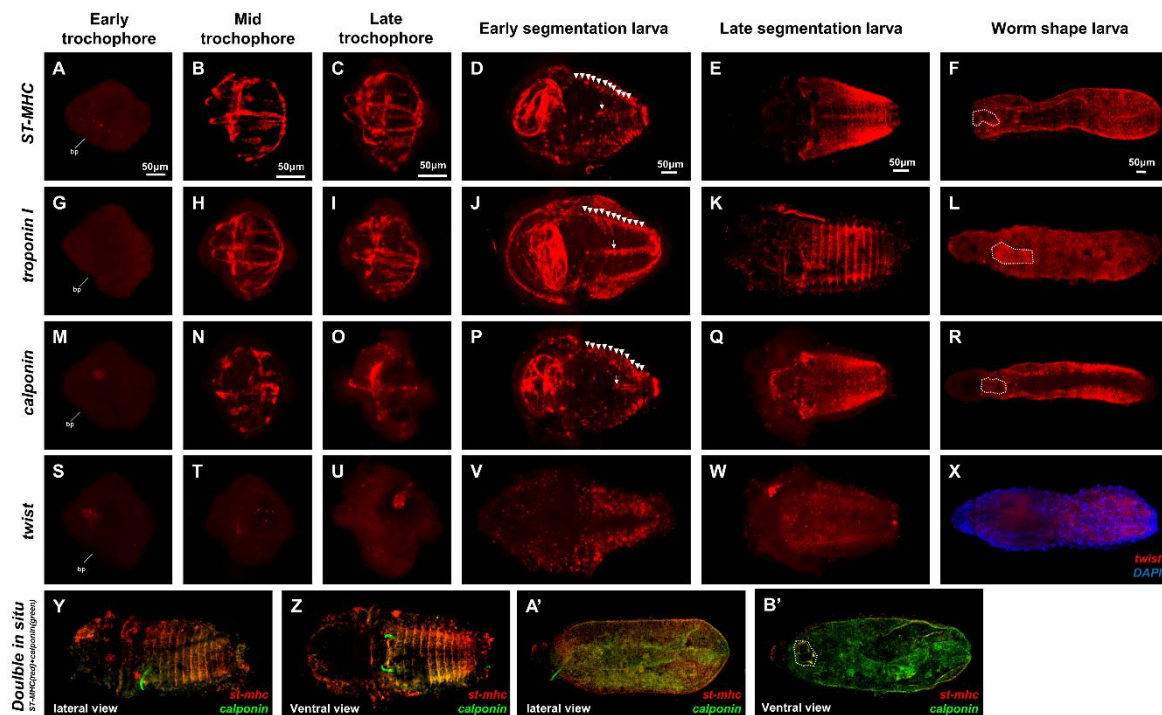 Early
trochophore
Mid
trochophore
Late
trochophore
Early segmentation larva
Late segmentation larva
Worm shape larva
ST-MHC
A
bp
50μm
B
50μm
C
50μm
D
50μm
E
50μm
F
50μm
troponin I
G
bp
H
I
J
K
L
calponin
M
bp
N
O
P
Q
R
twist
S
bp
T
U
V
W
X
twist
DAPI
Doulble in situ
ST-MHC(red)+calponin(green)
Y
lateral view
st-mhc
calponin
Z
Ventral view
st-mhc
calponin
A'
lateral view
st-mhc
calponin
B'
Ventral view
st-mhc
calponin